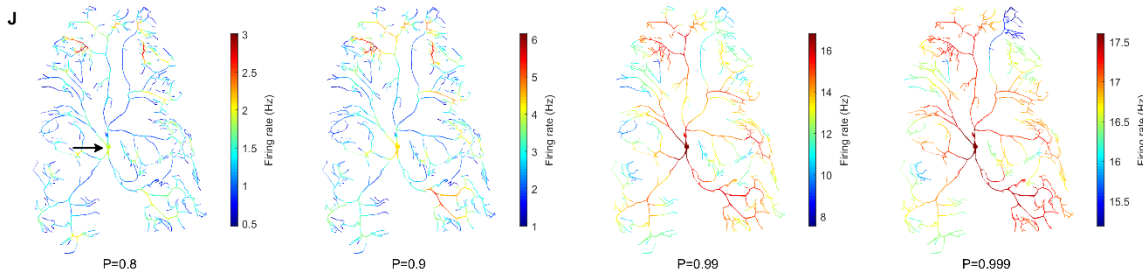 J
3
2.5
2
1.5
1
0.5
Firing rate (Hz)
P=0.8
6
5
4
3
2
1
Firing rate (Hz)
P=0.9
16
14
12
10
8
Firing rate (Hz)
P=0.99
17.5
17
16.5
16
15.5
Firing rate (Hz)
P=0.999